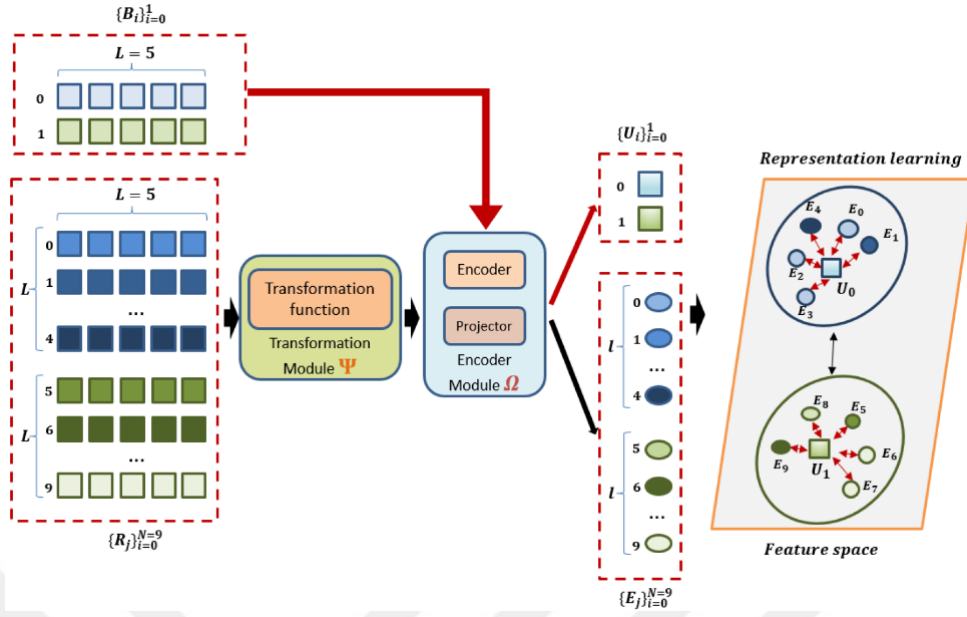 {B_i}_{i=0}^1
L = 5
0
1
{R_j}_{i=0}^{N=9}
L = 5
L
0
1
...
4
L
5
6
...
9
Transformation
function
Transformation
Module Ψ
Encoder
Projector
Encoder
Module Ω
{U_i}_{i=0}^1
0
1
l
0
1
...
4
l
5
6
...
9
{E_j}_{i=0}^{N=9}
Representation learning
E_4
E_0
E_1
E_2
U_0
E_3
E_8
E_5
E_9
U_1
E_6
E_7
Feature space